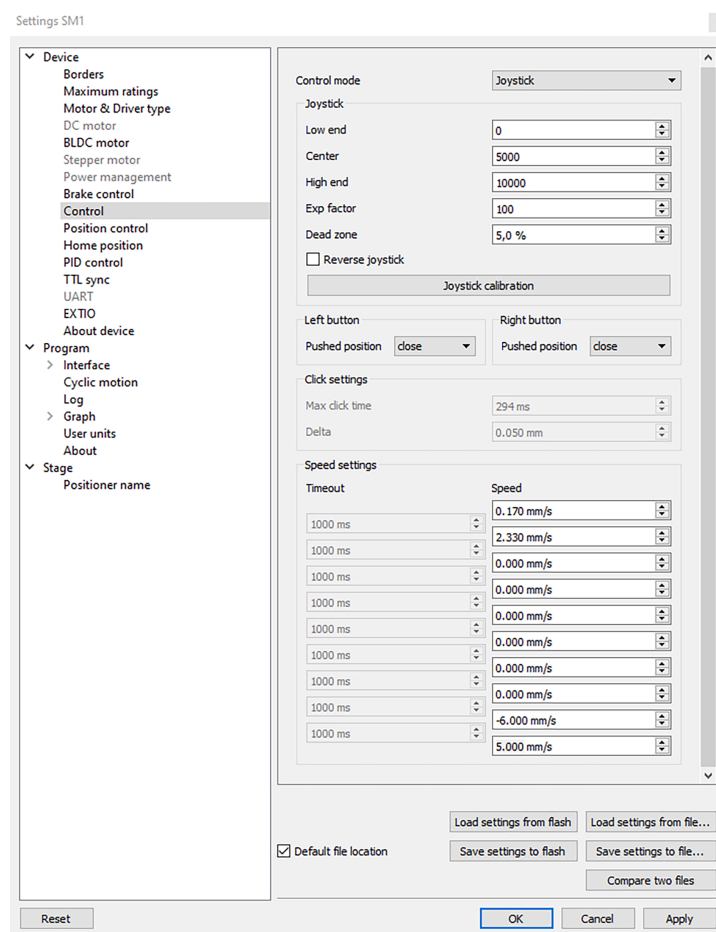 Settings SM1
Device
Borders
Maximum ratings
Motor & Driver type
DC motor
BLDC motor
Stepper motor
Power management
Brake control
Control
Position control
Home position
PID control
TTL sync
UART
EXTIO
About device
Program
Interface
Cyclic motion
Log
Graph
User units
About
Stage
Positioner name
Control mode Joystick
Joystick
Low end 0
Center 5000
High end 10000
Exp factor 100
Dead zone 5,0 %
Reverse joystick
Joystick calibration
Left button Right button
Pushed position close Pushed position close
Click settings
Max click time 294 ms
Delta 0.050 mm
Speed settings
Timeout Speed
0.170 mm/s
1000 ms
2.330 mm/s
1000 ms
0.000 mm/s
1000 ms
0.000 mm/s
1000 ms
0.000 mm/s
1000 ms
0.000 mm/s
1000 ms
0.000 mm/s
1000 ms
0.000 mm/s
1000 ms
-6.000 mm/s
1000 ms
5.000 mm/s
Load settings from flash Load settings from file...
Default file location Save settings to flash Save settings to file...
Compare two files
Reset OK Cancel Apply